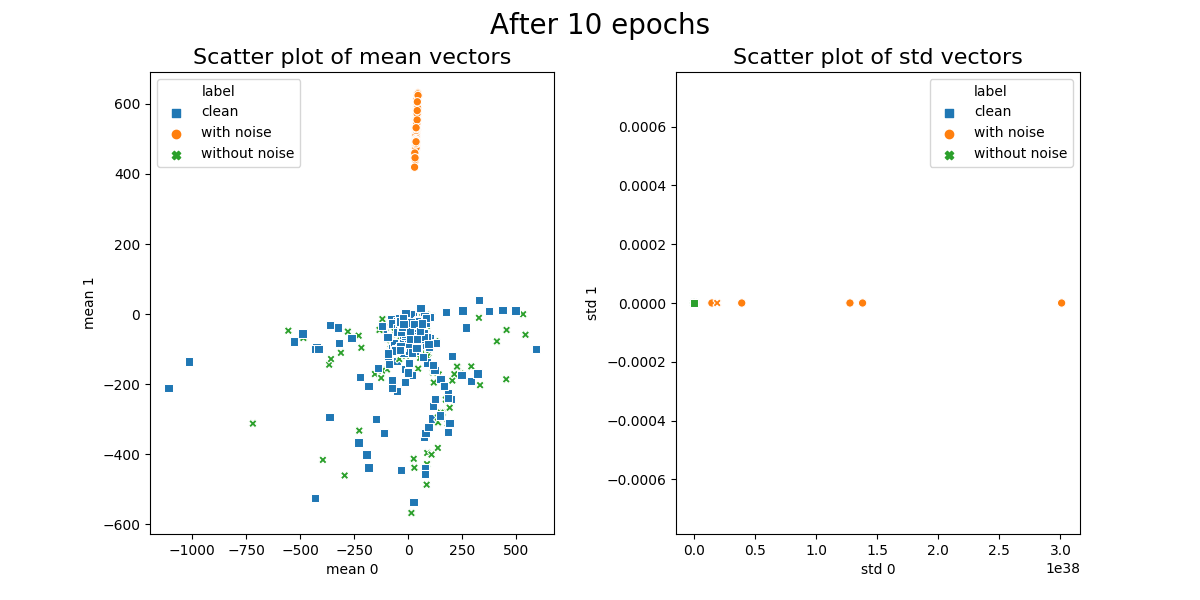 After 10 epochs
Scatter plot of mean vectors
label
clean
with noise
without noise
600
400
200
0
−200
−400
−600
mean 1
−1000
−750
−500
−250
0
250
500
mean 0
Scatter plot of std vectors
label
clean
with noise
without noise
0.0006
0.0004
0.0002
0.0000
−0.0002
−0.0004
−0.0006
std 1
0.0
0.5
1.0
1.5
2.0
2.5
3.0
1e38
std 0